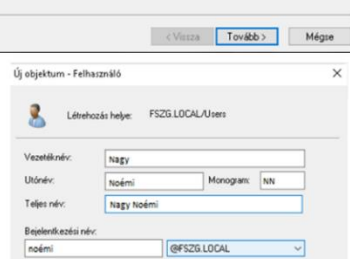 < Vissza Tovább > Mégse
Új objektum - Felhasználó
Létrehozás helye: FSZG.LOCAL/Users
Vezetéknév: Nagy
Utónév: Noémi Monogram: NN
Teljes név: Nagy Noémi
Bejelentkezési név:
noémi @FSZG.LOCAL